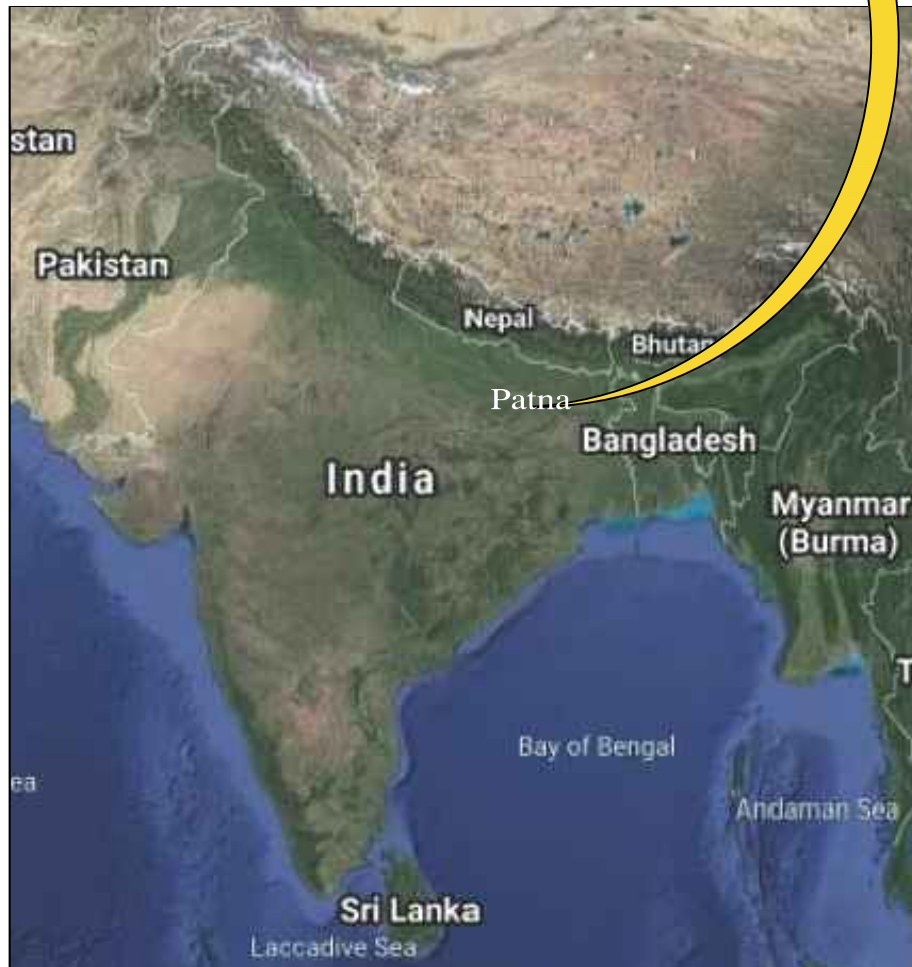 stan
Pakistan
Nepal
Bhutan
Patna
Bangladesh
India
Myanmar
(Burma)
T
Bay of Bengal
ea
Andaman Sea
Sri Lanka
Laccadive Sea